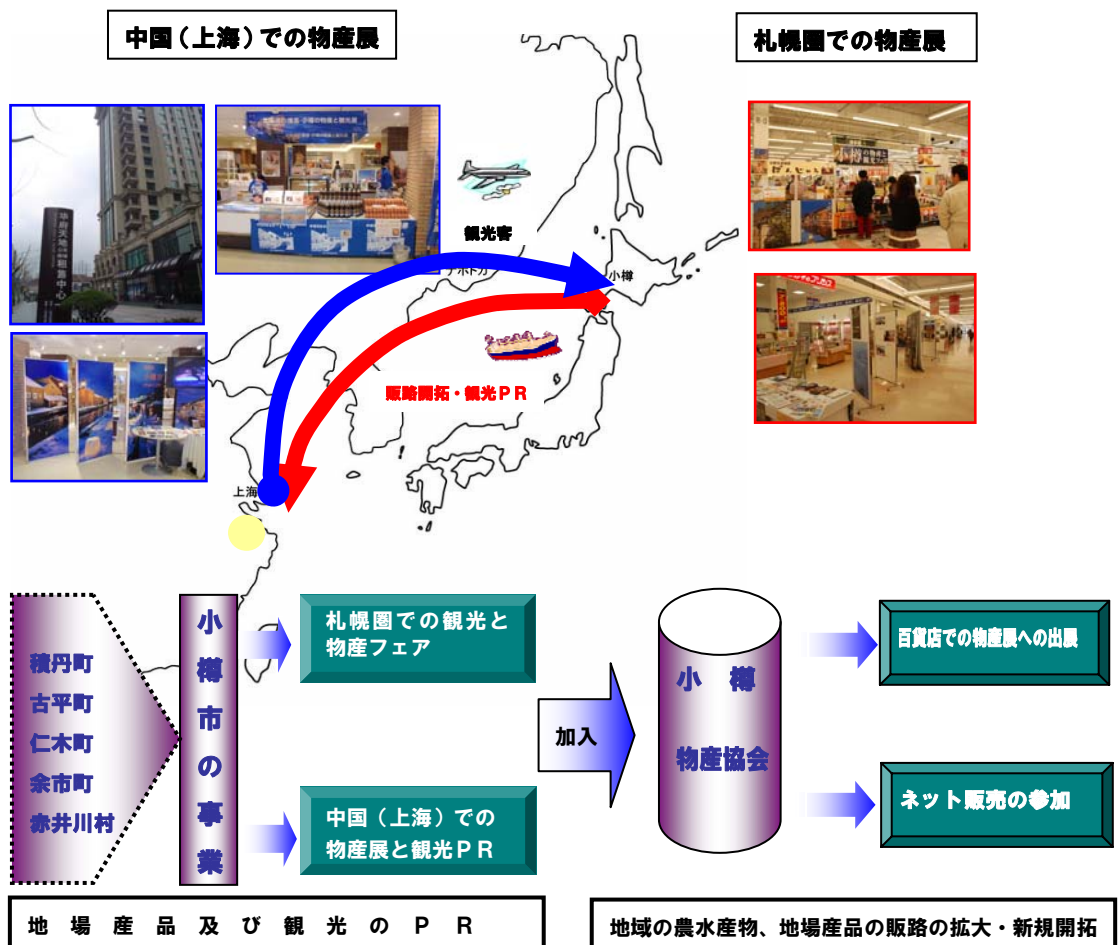 中国（上海）での物産展
札幌圏での物産展
観光客
ナホトカ
小樽
販路開拓・観光ＰＲ
上海
積丹町
古平町
仁木町
余市町
赤井川村
小樽市の事業
札幌圏での観光と
物産フェア
中国（上海）での
物産展と観光ＰＲ
加入
小樽
物産協会
百貨店での物産展への出展
ネット販売の参加
地場産品及び観光のＰＲ
地域の農水産物、地場産品の販路の拡大・新規開拓